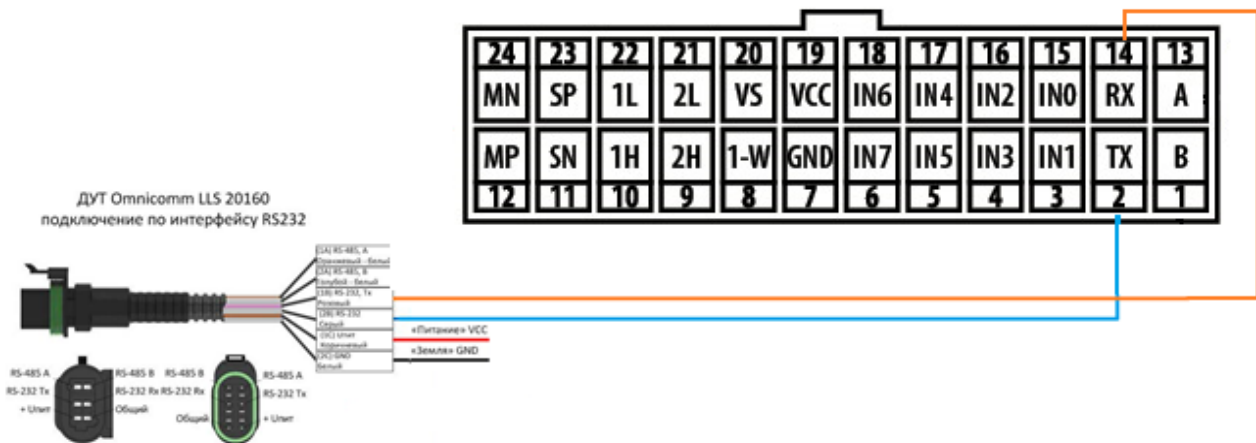 24 23 22 21 20 19 18 17 16 15 14 13
MN SP 1L 2L VS VCC IN6 IN4 IN2 IN0 RX A
MP SN 1H 2H 1-W GND IN7 IN5 IN3 IN1 TX B
12 11 10 9 8 7 6 5 4 3 2 1
ДУТ Omnicomm LLS 20160
подключение по интерфейсу RS232
(1A) RS-485, A
Оранжевый - белый
(2A) RS-485, B
Голубой - белый
(1B) RS-232, Tx
Розовый
(2B) RS-232
Серый
(1C) Uпит
Коричневый
(2C) GND
Белый
«Питание» VCC
«Земля» GND
RS-485 A RS-485 B RS-485 B RS-485 A
RS-232 Tx RS-232 Rx RS-232 Rx RS-232 Tx
+ Uпит Общий Общий + Uпит